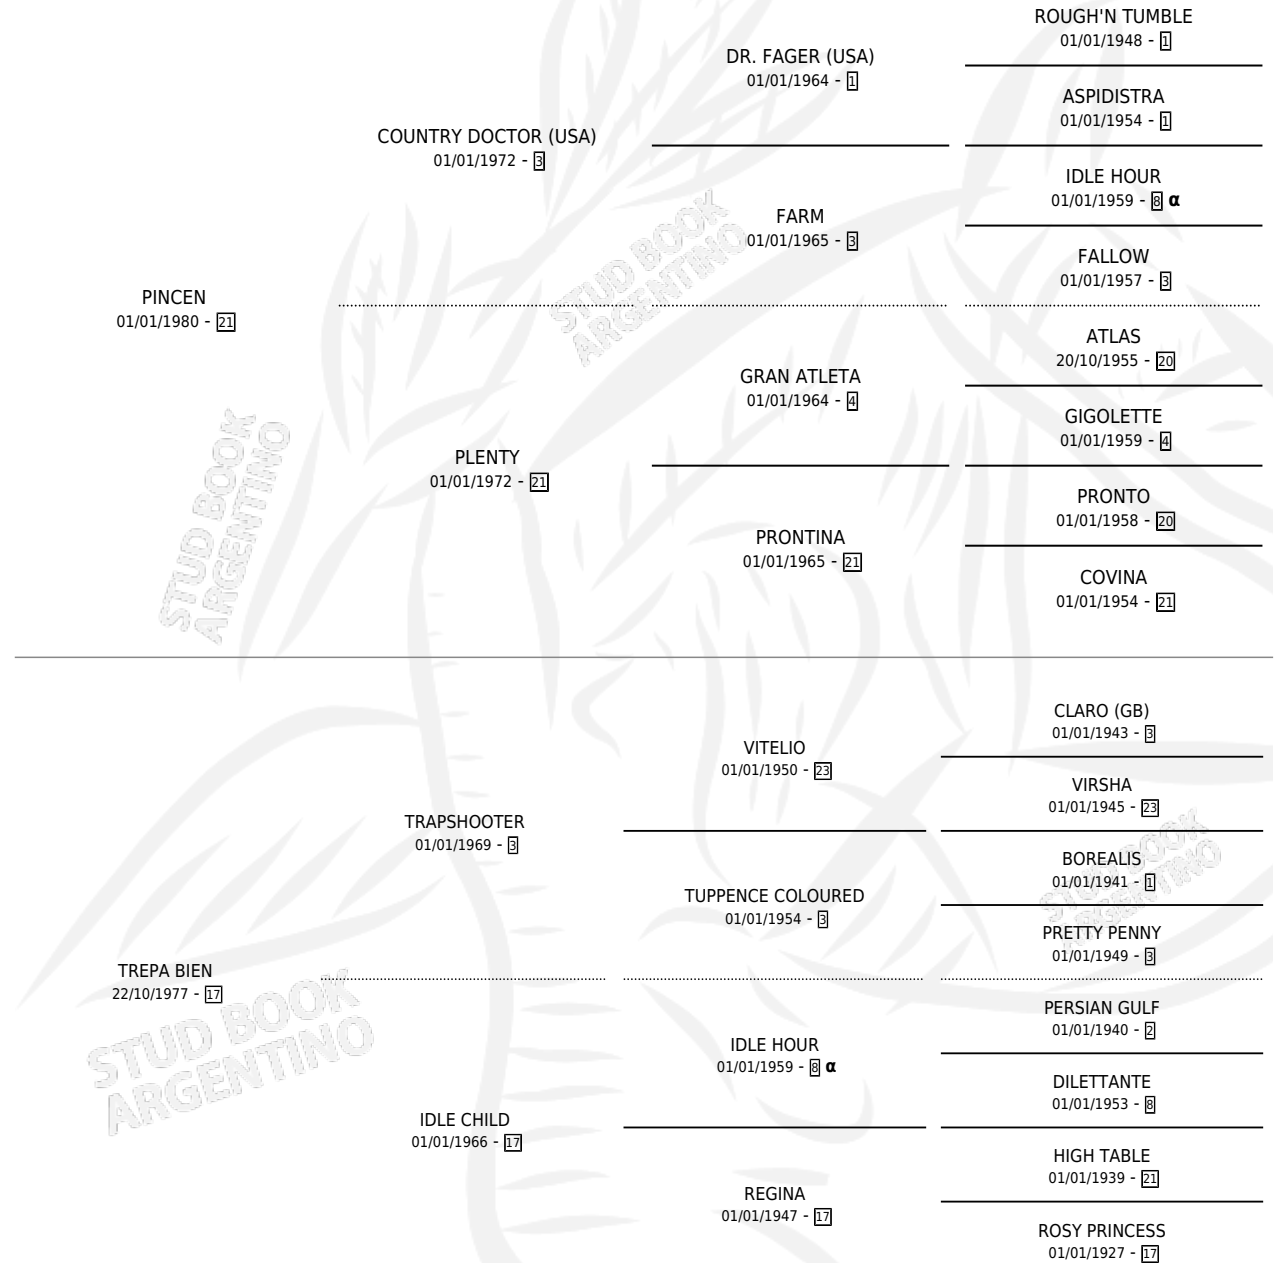 ROUGH'N TUMBLE
01/01/1948 - 1
DR. FAGER (USA)
01/01/1964 - 1
ASPIDISTRA
01/01/1954 - 1
COUNTRY DOCTOR (USA)
01/01/1972 - 3
IDLE HOUR
01/01/1959 - 8 α
FARM
01/01/1965 - 3
FALLOW
01/01/1957 - 3
PINCEN
01/01/1980 - 21
ATLAS
20/10/1955 - 20
GRAN ATLETA
01/01/1964 - 4
GIGOLETTE
01/01/1959 - 4
PLENTY
01/01/1972 - 21
PRONTO
01/01/1958 - 20
PRONTINA
01/01/1965 - 21
COVINA
01/01/1954 - 21
CLARO (GB)
01/01/1943 - 3
VITELIO
01/01/1950 - 23
VIRSHA
01/01/1945 - 23
TRAPSHOOTER
01/01/1969 - 3
BOREALIS
01/01/1941 - 1
TUPPENCE COLOURED
01/01/1954 - 3
PRETTY PENNY
01/01/1949 - 3
TREPA BIEN
22/10/1977 - 17
PERSIAN GULF
01/01/1940 - 2
IDLE HOUR
01/01/1959 - 8 α
DILETTANTE
01/01/1953 - 8
IDLE CHILD
01/01/1966 - 17
HIGH TABLE
01/01/1939 - 21
REGINA
01/01/1947 - 17
ROSY PRINCESS
01/01/1927 - 17
STUD BOOK
ARGENTINO
STUD BOOK
ARGENTINO
STUD BOOK
ARGENTINO
STUD BOOK
ARGENTINO